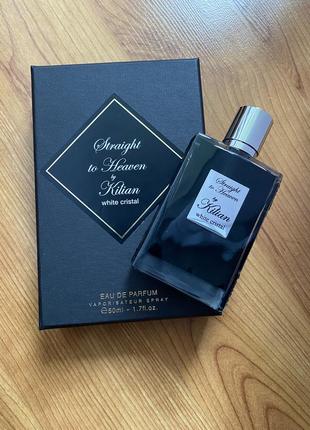 Straight
to Heaven
by
Kilian
white cristal
EAU DE PARFUM
VAPORISATEUR SPRAY
℮50ml - 1.7fl.oz.
Straight
to Heaven
by
Kilian
white cristal